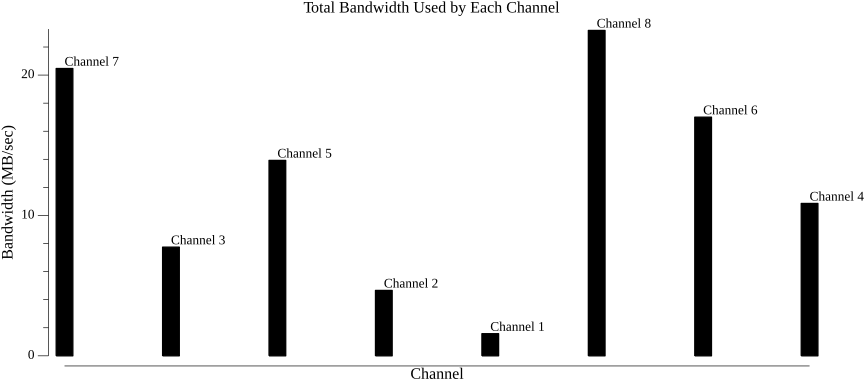 Total Bandwidth Used by Each Channel
Channel 8
Channel 7
20
Channel 6
Bandwidth (MB/sec)
Channel 5
Channel 4
10
Channel 3
Channel 2
Channel 1
0
Channel